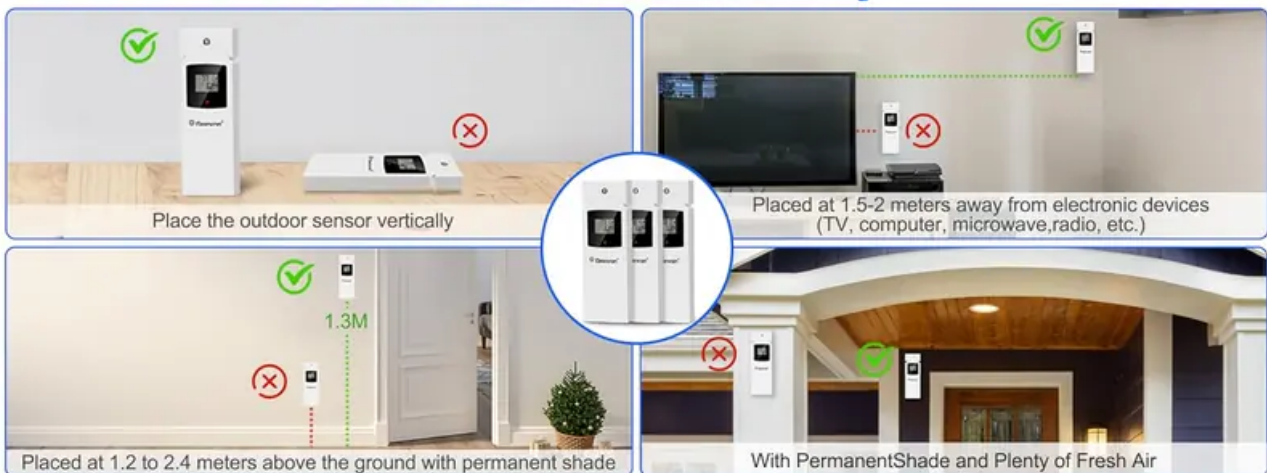 Place the outdoor sensor vertically
Placed at 1.5-2 meters away from electronic devices
(TV, computer, microwave,radio, etc.)
1.3M
Placed at 1.2 to 2.4 meters above the ground with permanent shade
With PermanentShade and Plenty of Fresh Air